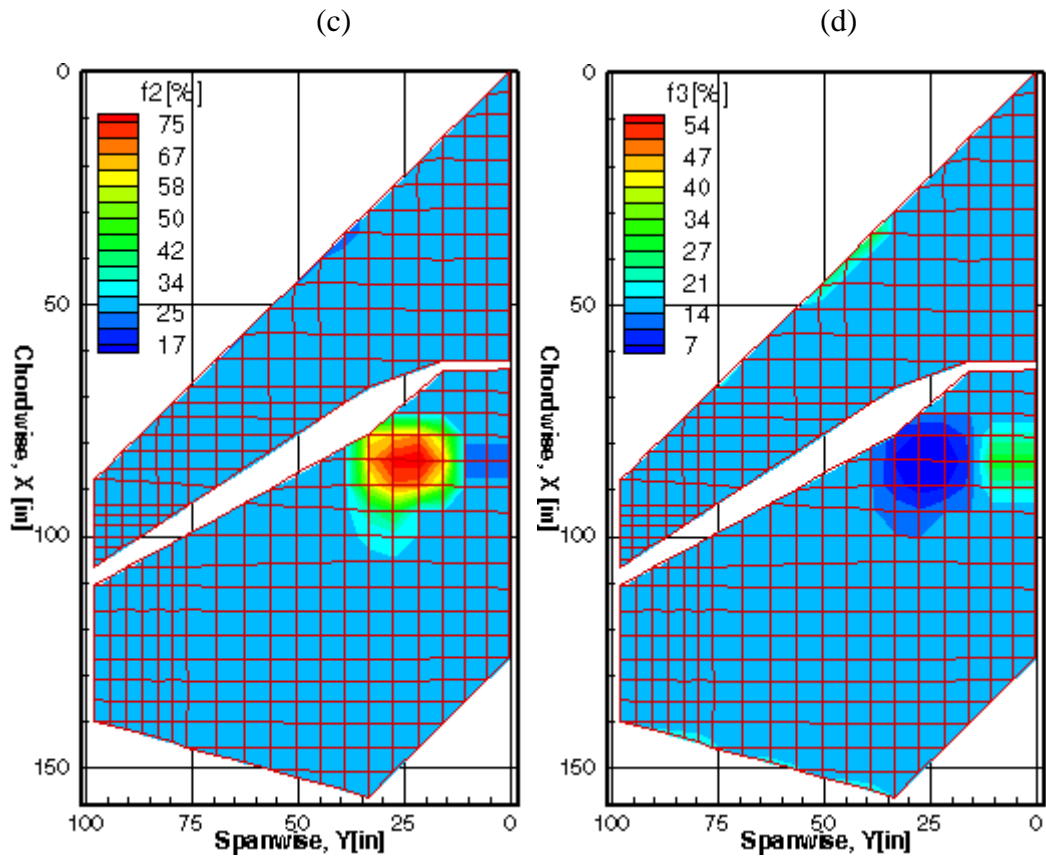 (c)
(d)
0
f2[%]
75
67
58
50
42
34
25
17
50
100
150
Chordwise, X [in]
100 75 50 25 0
Spanwise, Y[in]
0
f3[%]
54
47
40
34
27
21
14
7
50
100
150
Chordwise, X [in]
100 75 50 25 0
Spanwise, Y[in]